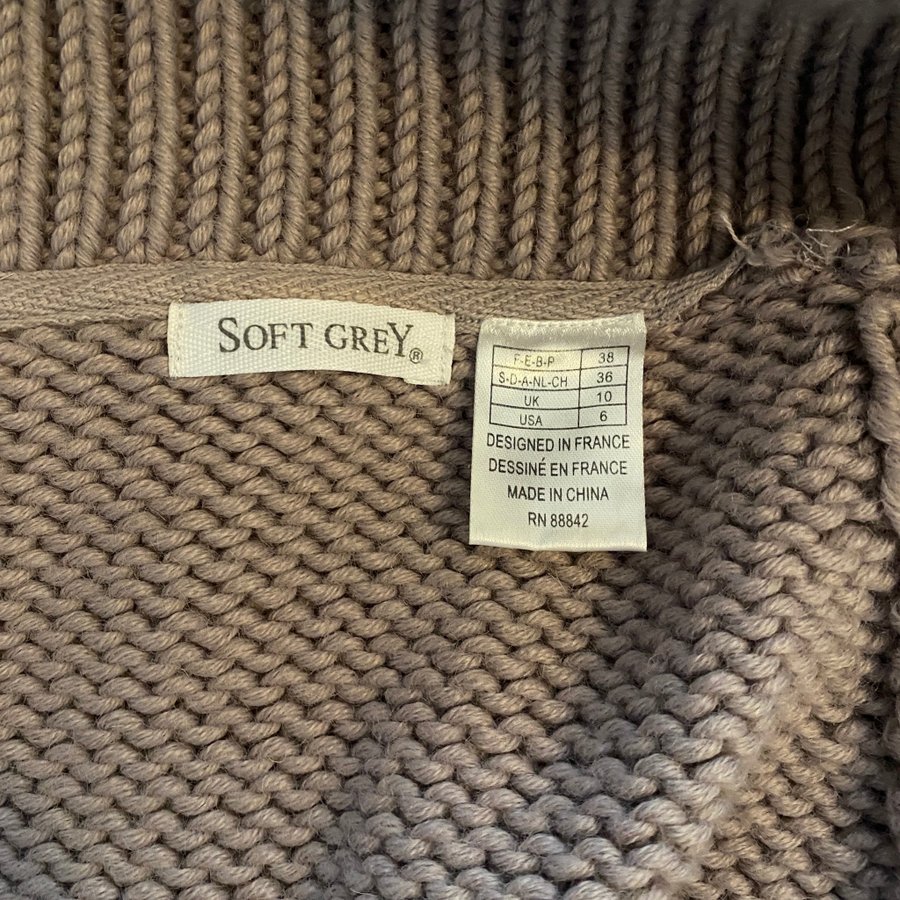 SOFT GREY®
F-E-B-P 38
S-D-A-NL-CH 36
UK 10
USA 6
DESIGNED IN FRANCE
DESSINÉ EN FRANCE
MADE IN CHINA
RN 88842